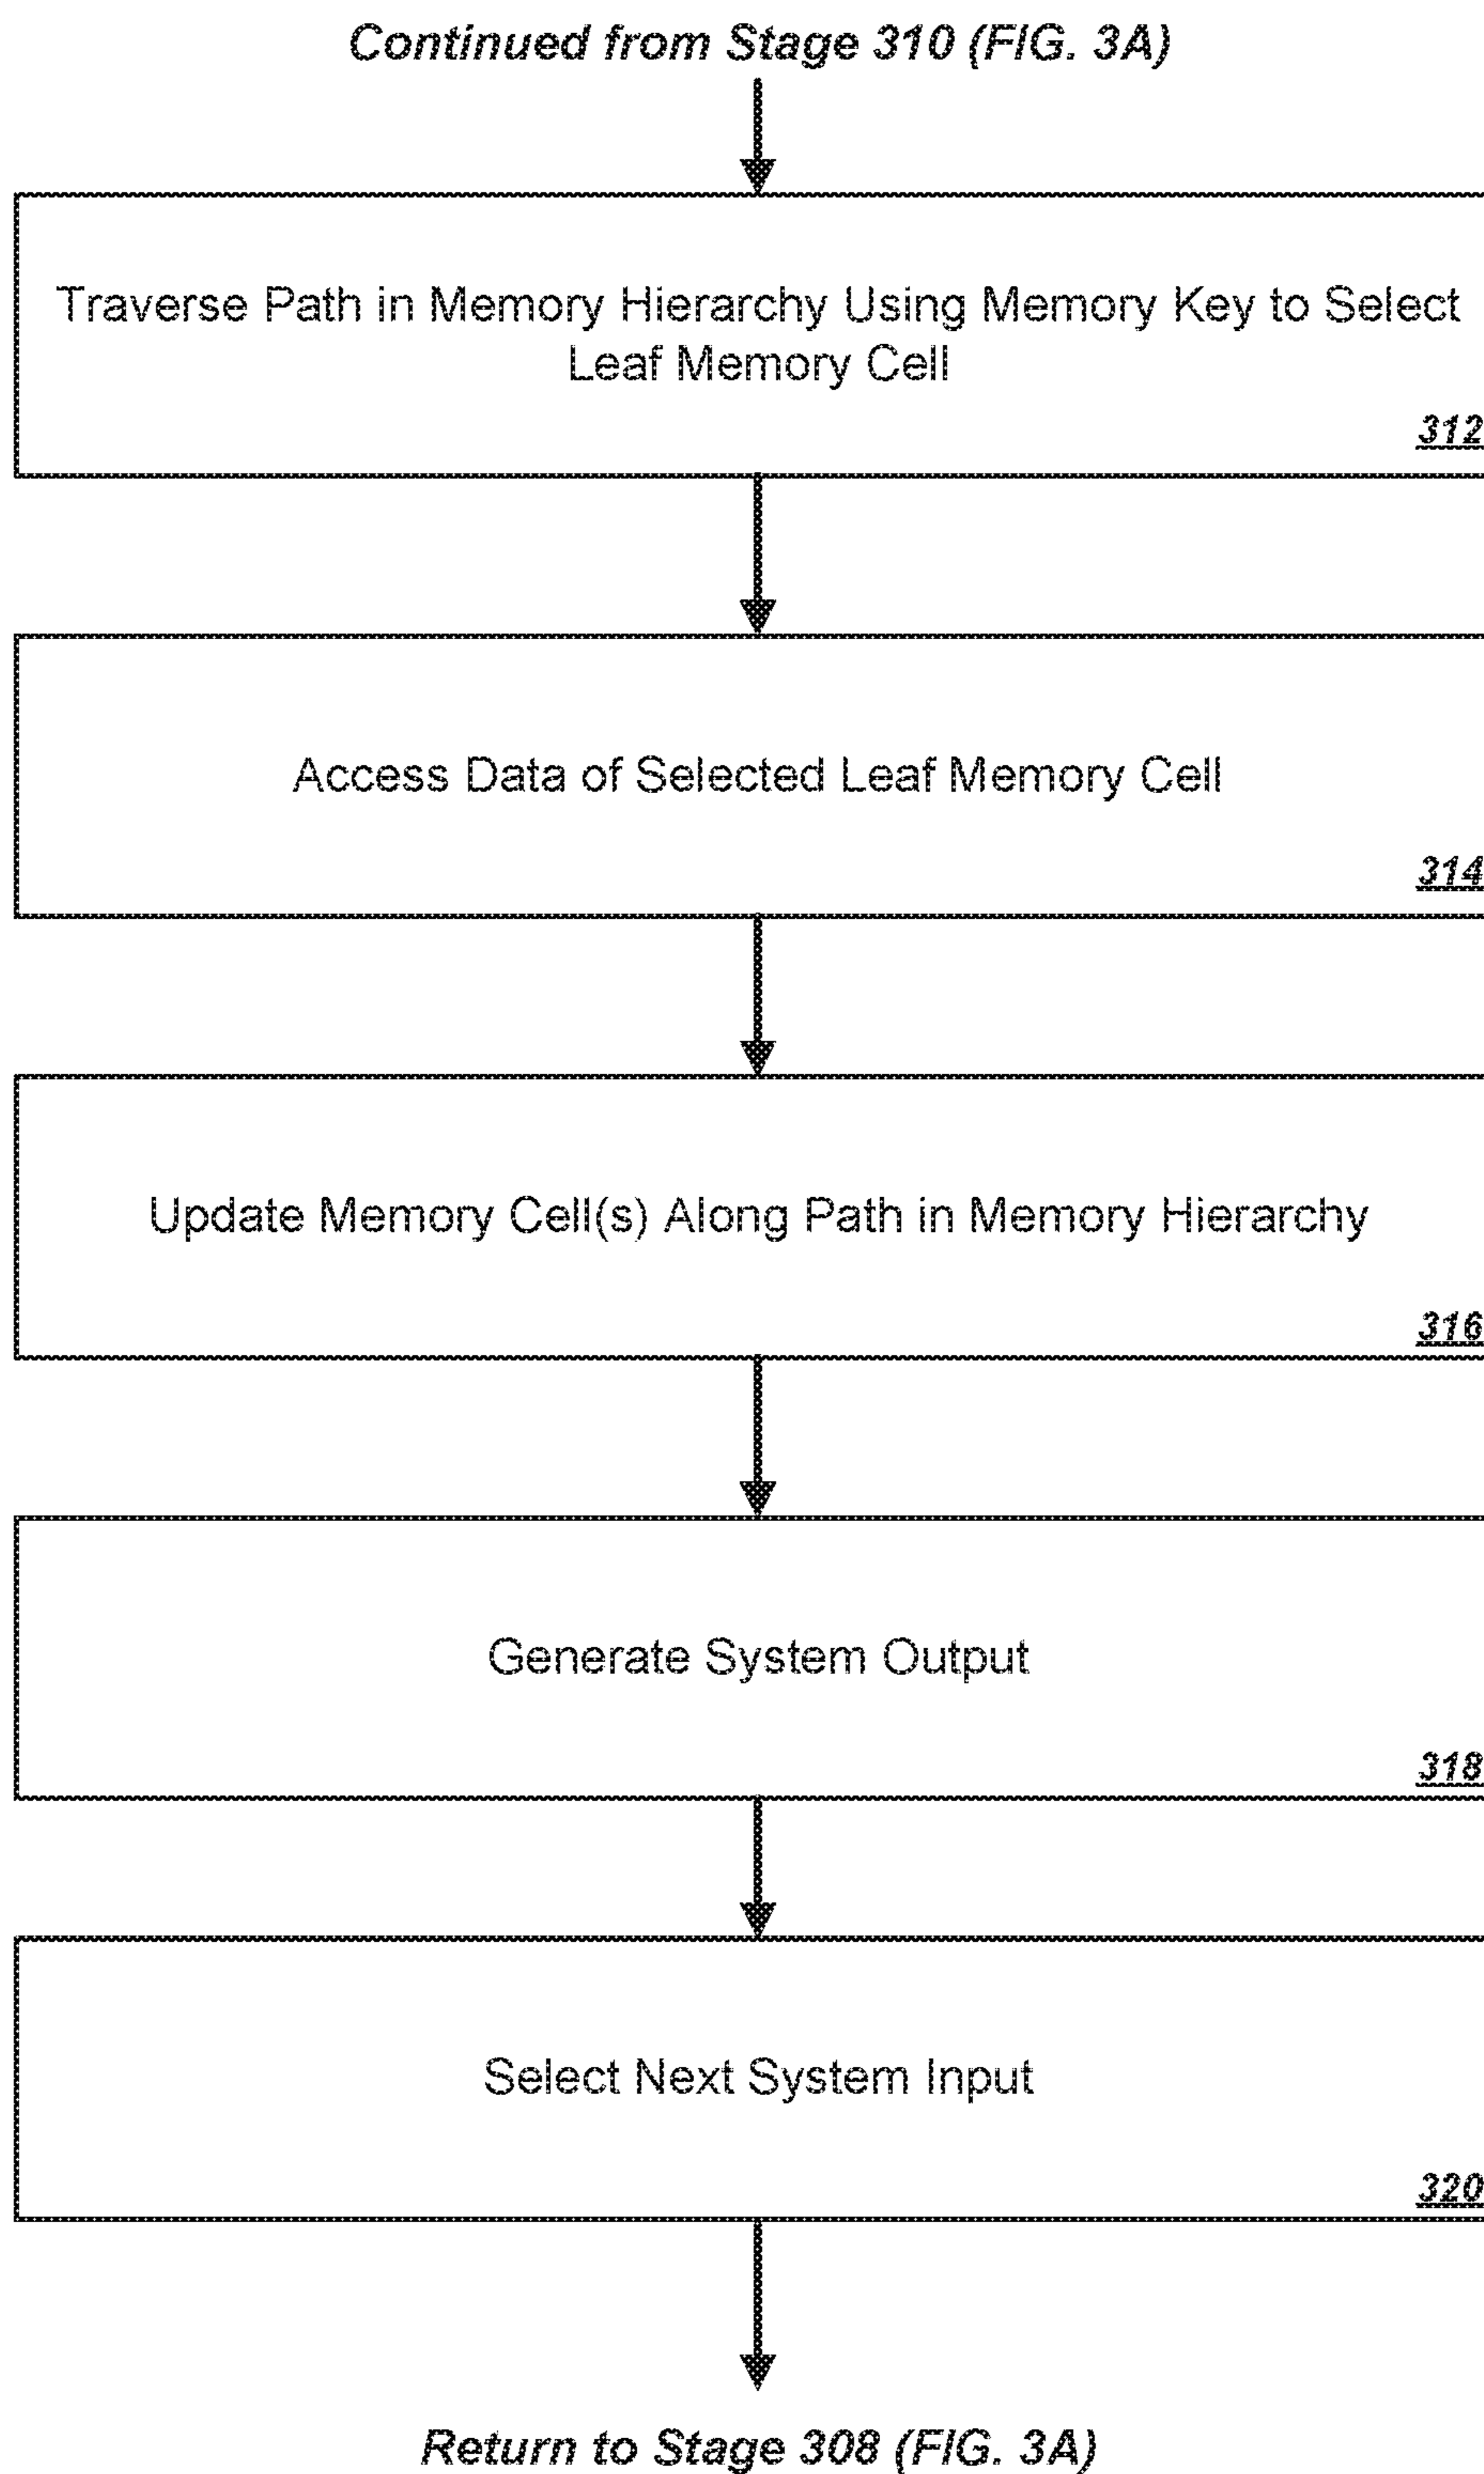 Continued from Stage 310 (FIG. 3A)
Traverse Path in Memory Hierarchy Using Memory Key to Select
Leaf Memory Cell
312
Access Data of Selected Leaf Memory Cell
314
Update Memory Cell(s) Along Path in Memory Hierarchy
316
Generate System Output
318
Select Next System Input
320
Return to Stage 308 (FIG. 3A)